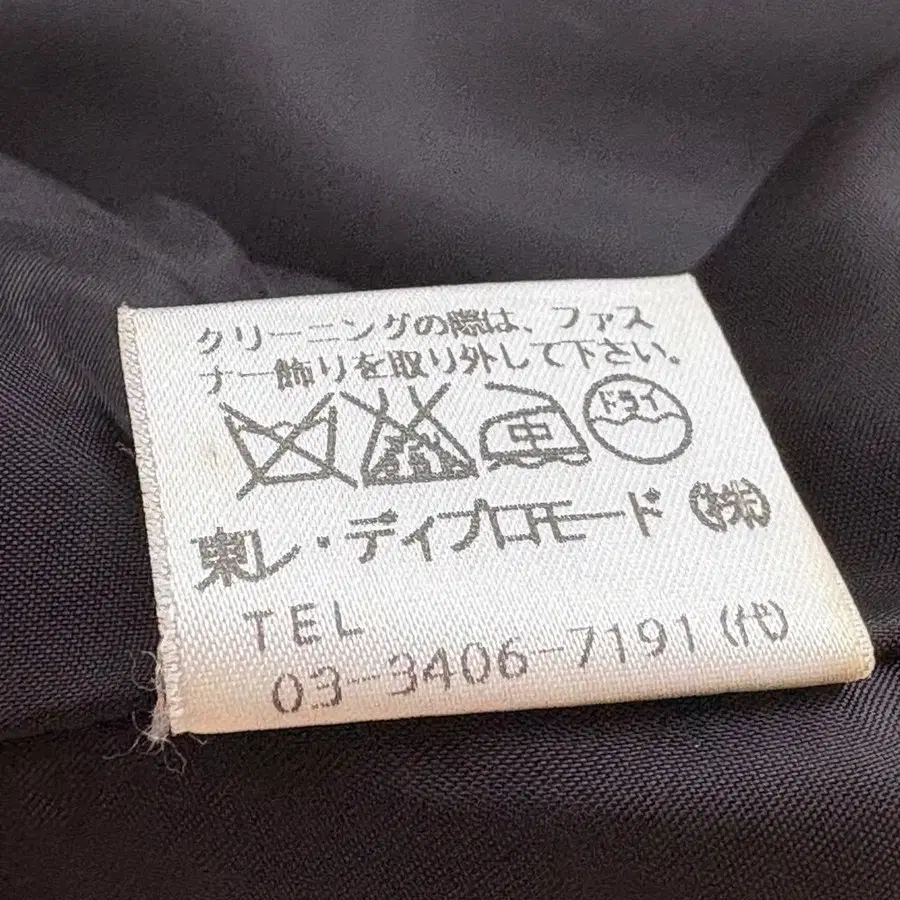 クリーニングの際は、ファス
ナー飾りを取り外して下さい。
中 ドライ
東レ・ディプロモード（株）
TEL
03-3406-7191（代）